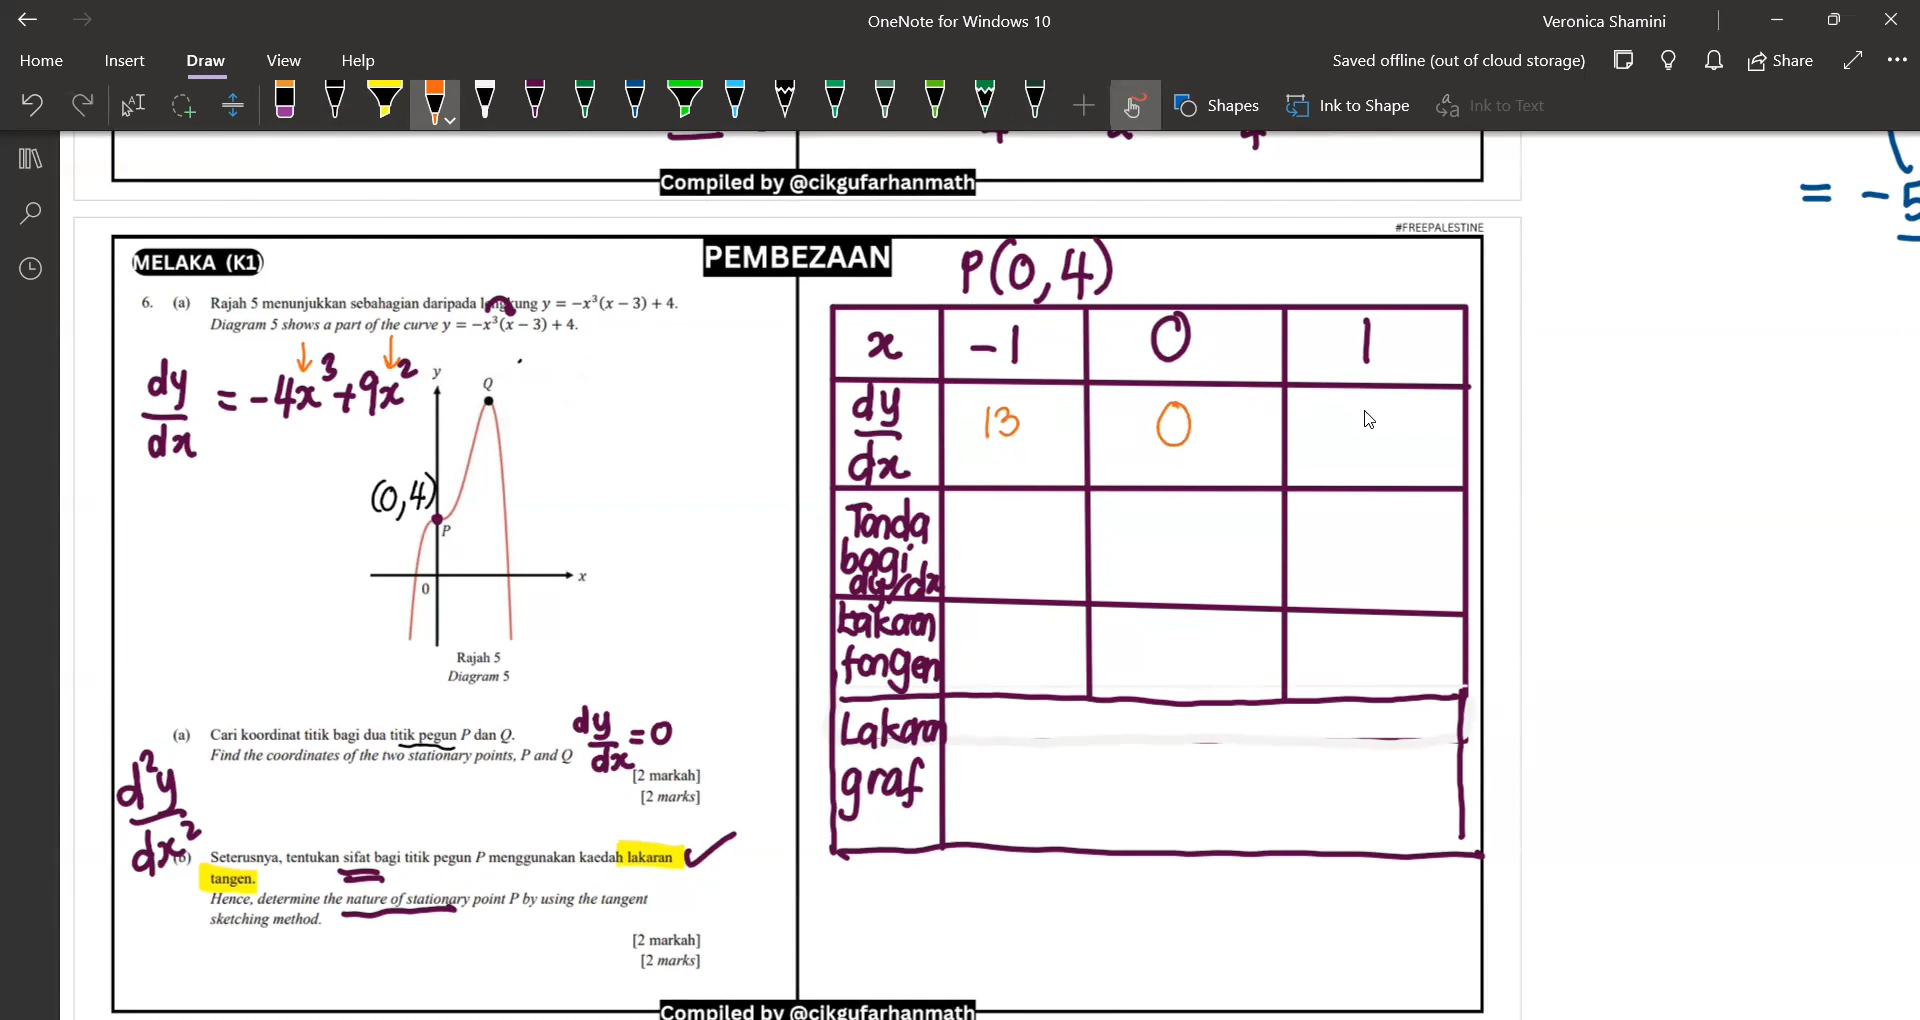 OneNote for Windows 10
Veronica Shamini
Home Insert Draw View Help
Saved offline (out of cloud storage) Share
Shapes Ink to Shape Ink to Text
Compiled by @cikgufarhanmath
= -5
#FREEPALESTINE
MELAKA (K1)
PEMBEZAAN
P(0,4)
6. (a) Rajah 5 menunjukkan sebahagian daripada lengkung y = −x³(x − 3) + 4.
Diagram 5 shows a part of the curve y = −x³(x − 3) + 4.
dy/dx = -4x³ + 9x²
y
Q
(0,4)
P
0
x
Rajah 5
Diagram 5
(a) Cari koordinat titik bagi dua titik pegun P dan Q.
Find the coordinates of the two stationary points, P and Q
dy/dx = 0
[2 markah]
[2 marks]
d²y/dx²
(b) Seterusnya, tentukan sifat bagi titik pegun P menggunakan kaedah lakaran
tangen.
Hence, determine the nature of stationary point P by using the tangent
sketching method.
[2 markah]
[2 marks]
x -1 0 1
dy/dx 13 0
Tanda
bagi
dy/dx
Lakaran
tangen
Lakaran
graf
Compiled by @cikgufarhanmath